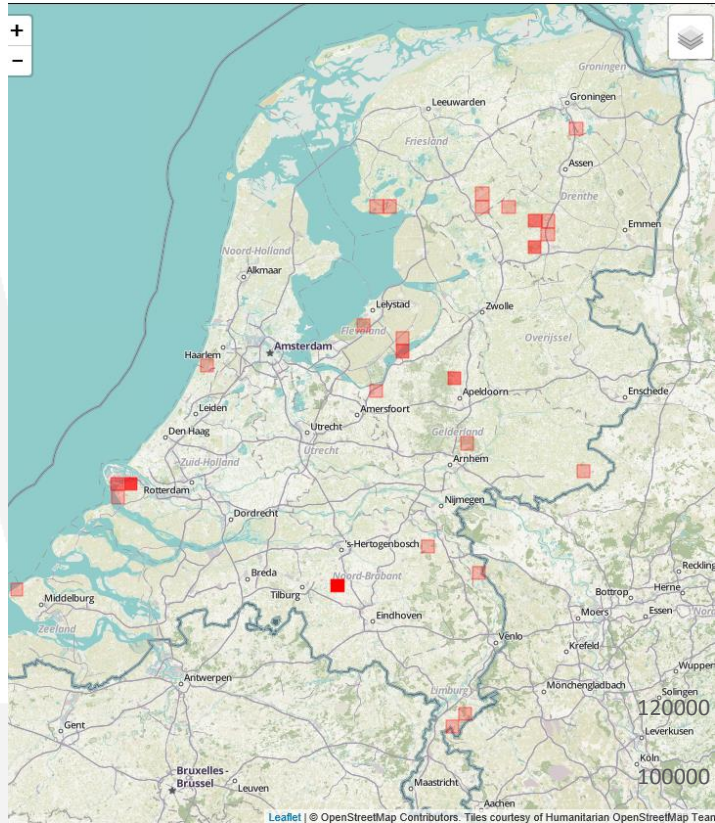 +
−
Groningen
Leeuwarden
Groningen
Friesland
Assen
Drenthe
Emmen
Noord-Holland
Alkmaar
Lelystad
Zwolle
Flevoland
Overijssel
Amsterdam
Haarlem
Enschede
Apeldoorn
Leiden
Amersfoort
Den Haag
Utrecht
Gelderland
Utrecht
Zuid-Holland
Arnhem
Rotterdam
Nijmegen
Dordrecht
's-Hertogenbosch
Reckling
Breda
Noord-Brabant
Bottrop
Herne
Middelburg
Tilburg
Moers
Essen
Zeeland
Eindhoven
Venlo
Krefeld
Wupper
Antwerpen
Limburg
Mönchengladbach
Solingen
120000
Gent
Leverkusen
Köln
Bruxelles -
Brussel
100000
Leuven
Maastricht
Aachen
Leaflet | © OpenStreetMap Contributors. Tiles courtesy of Humanitarian OpenStreetMap Team